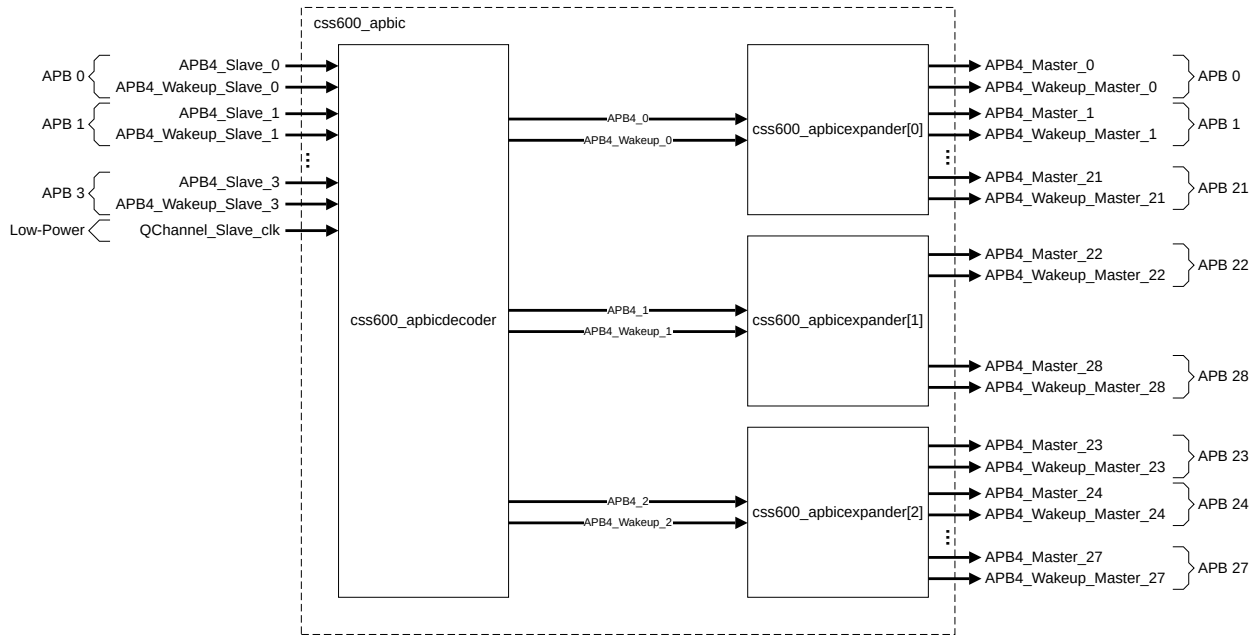 css600_apbic
APB 0
APB4_Slave_0
APB4_Wakeup_Slave_0
APB 1
APB4_Slave_1
APB4_Wakeup_Slave_1
...
APB 3
APB4_Slave_3
APB4_Wakeup_Slave_3
Low-Power
QChannel_Slave_clk
css600_apbicdecoder
APB4_0
APB4_Wakeup_0
APB4_1
APB4_Wakeup_1
APB4_2
APB4_Wakeup_2
css600_apbicexpander[0]
css600_apbicexpander[1]
css600_apbicexpander[2]
APB4_Master_0
APB4_Wakeup_Master_0
APB 0
APB4_Master_1
APB4_Wakeup_Master_1
APB 1
...
APB4_Master_21
APB4_Wakeup_Master_21
APB 21
APB4_Master_22
APB4_Wakeup_Master_22
APB 22
APB4_Master_28
APB4_Wakeup_Master_28
APB 28
APB4_Master_23
APB4_Wakeup_Master_23
APB 23
APB4_Master_24
APB4_Wakeup_Master_24
APB 24
...
APB4_Master_27
APB4_Wakeup_Master_27
APB 27